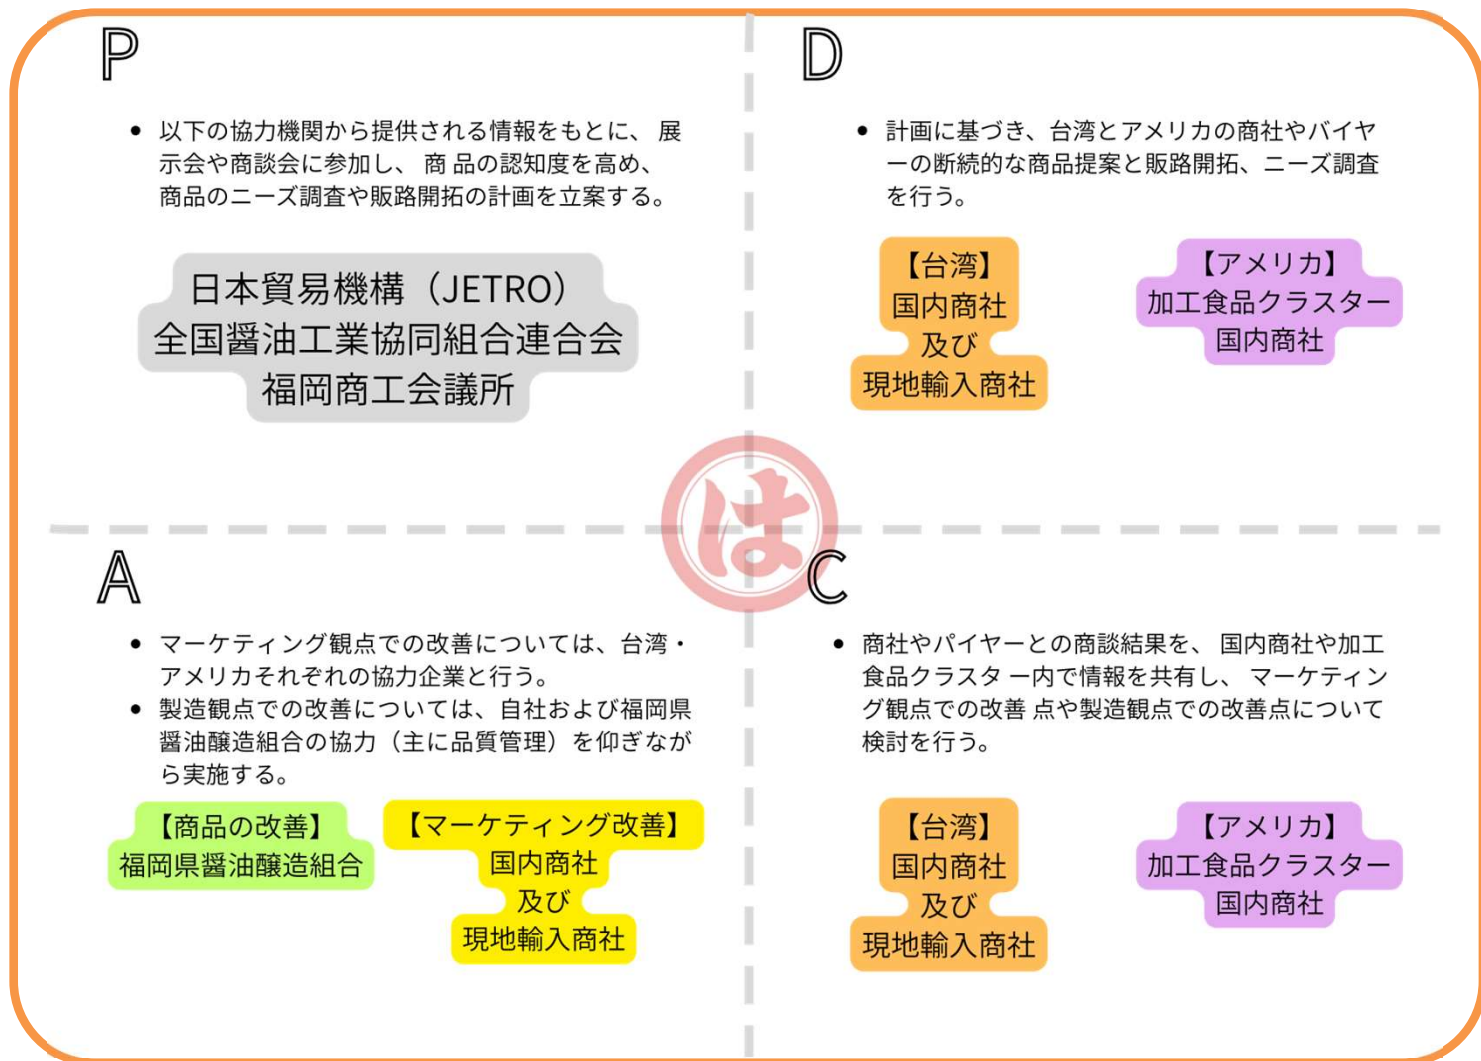 P
• 以下の協力機関から提供される情報をもとに、 展
示会や商談会に参加し、 商 品の認知度を高め、
商品のニーズ調査や販路開拓の計画を立案する。
日本貿易機構（JETRO）
全国醤油工業協同組合連合会
福岡商工会議所
D
• 計画に基づき、台湾とアメリカの商社やバイヤ
ーの断続的な商品提案と販路開拓、ニーズ調査
を行う。
【台湾】
国内商社
及び
現地輸入商社
【アメリカ】
加工食品クラスター
国内商社
は
A
• マーケティング観点での改善については、台湾・
アメリカそれぞれの協力企業と行う。
• 製造観点での改善については、自社および福岡県
醤油醸造組合の協力（主に品質管理）を仰ぎなが
ら実施する。
【商品の改善】
福岡県醤油醸造組合
【マーケティング改善】
国内商社
及び
現地輸入商社
C
• 商社やバイヤーとの商談結果を、 国内商社や加工
食品クラスタ ー内で情報を共有し、 マーケティン
グ観点での改善 点や製造観点での改善点について
検討を行う。
【台湾】
国内商社
及び
現地輸入商社
【アメリカ】
加工食品クラスター
国内商社